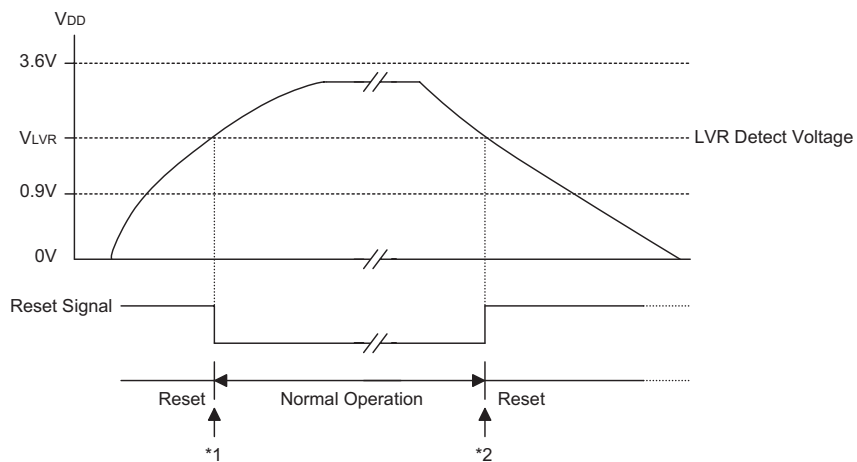 VDD
3.6V
VLVR
LVR Detect Voltage
0.9V
0V
Reset Signal
Reset
Normal Operation
Reset
*1
*2